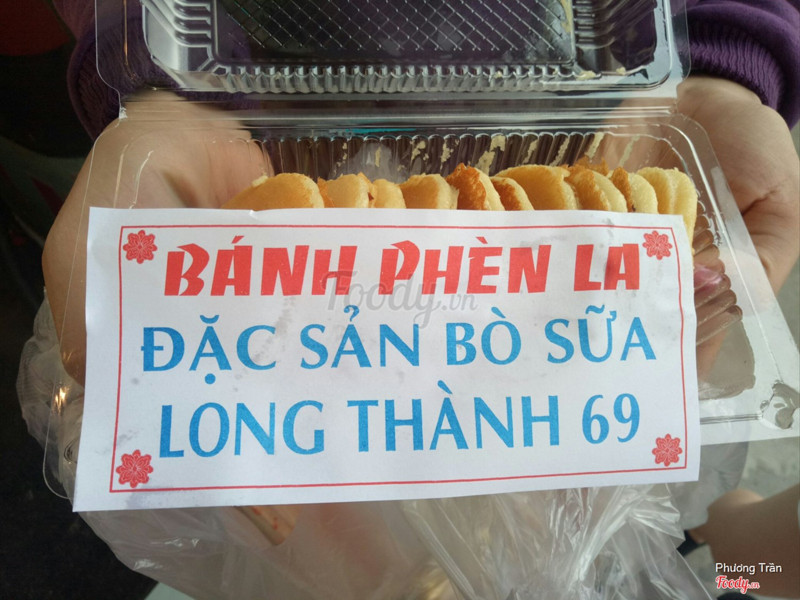 BÁNH PHÈN LA
Foody.vn
ĐẶC SẢN BÒ SỮA
LONG THÀNH 69
Phương Trần
Foody.vn